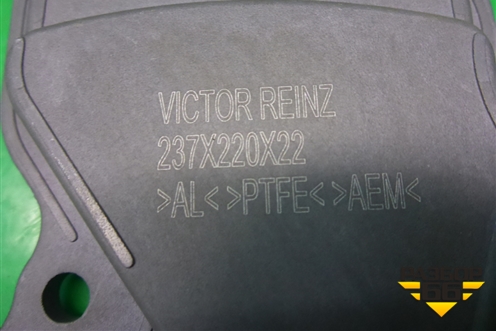 VICTOR REINZ
237X220X22
>AL<>PTFE<>AEM<